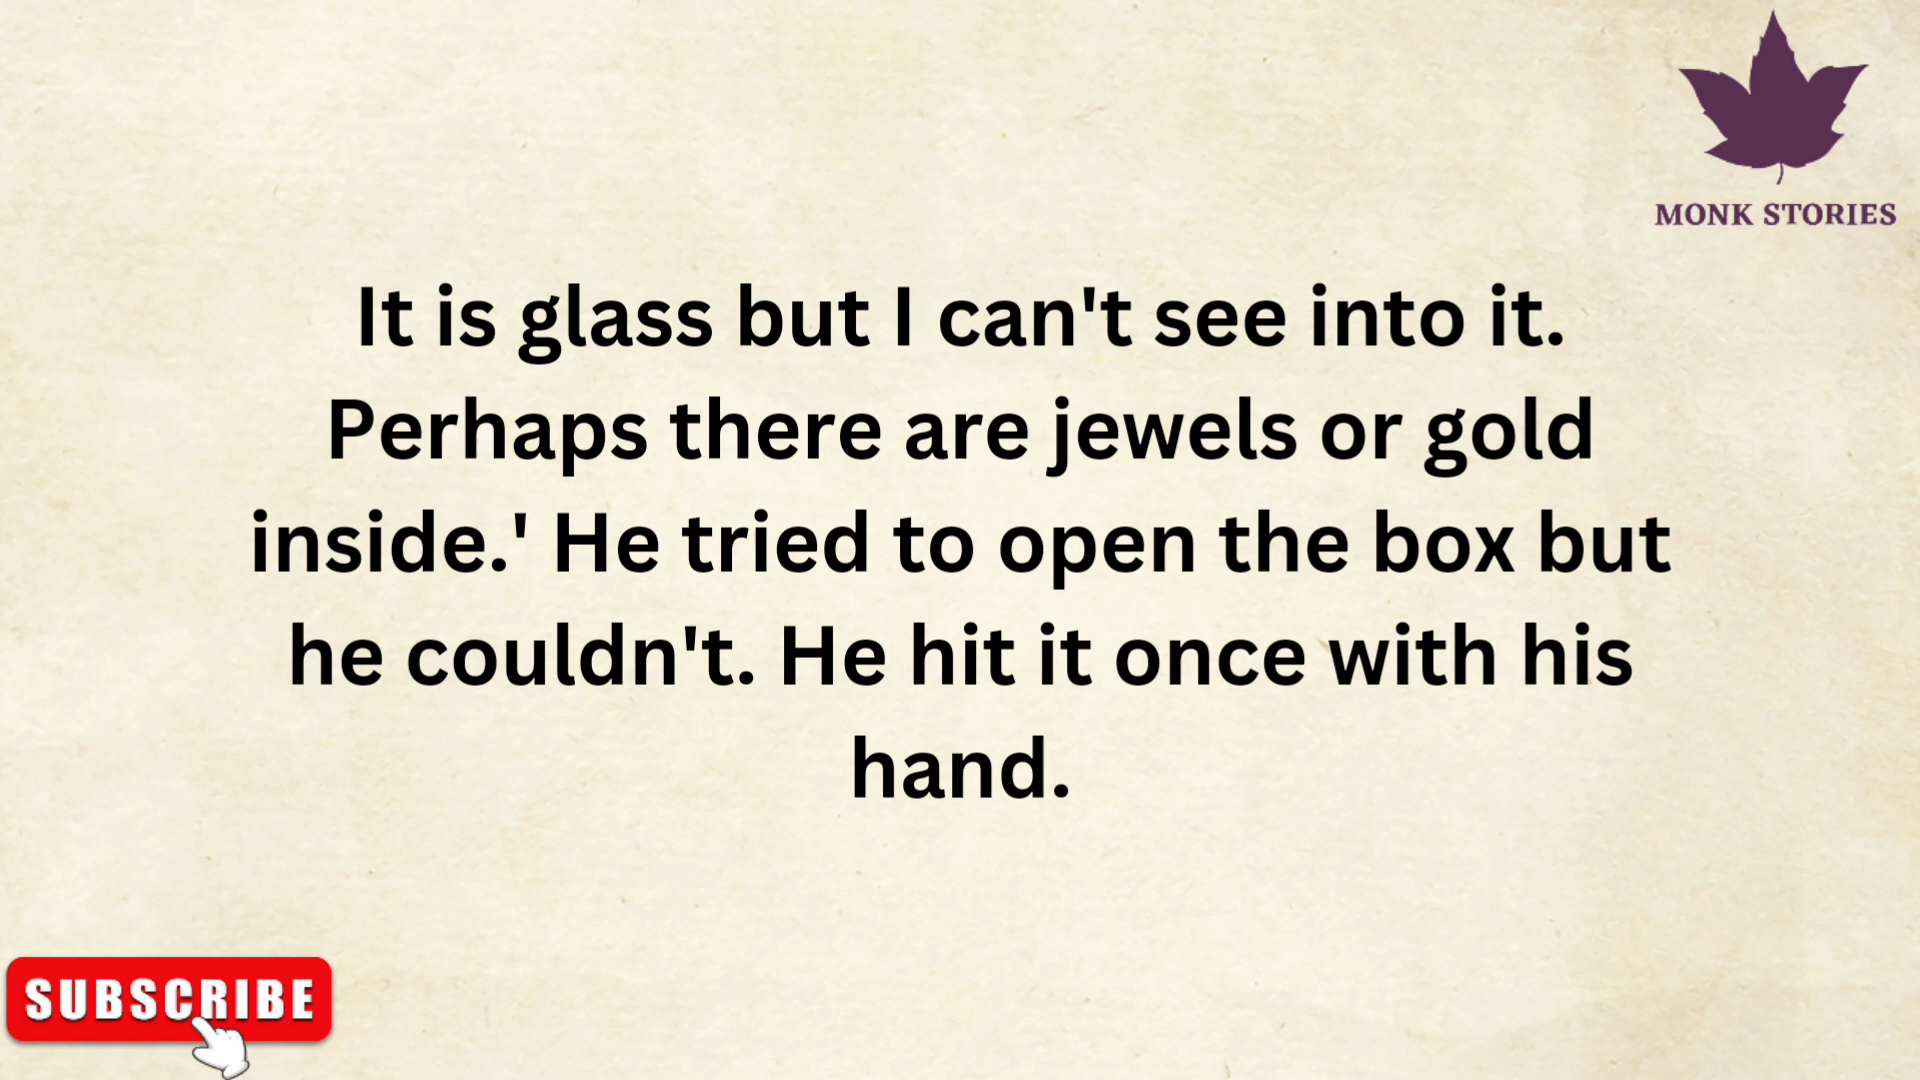 MONK STORIES
It is glass but I can't see into it.
Perhaps there are jewels or gold
inside.' He tried to open the box but
he couldn't. He hit it once with his
hand.
SUBSCRIBE